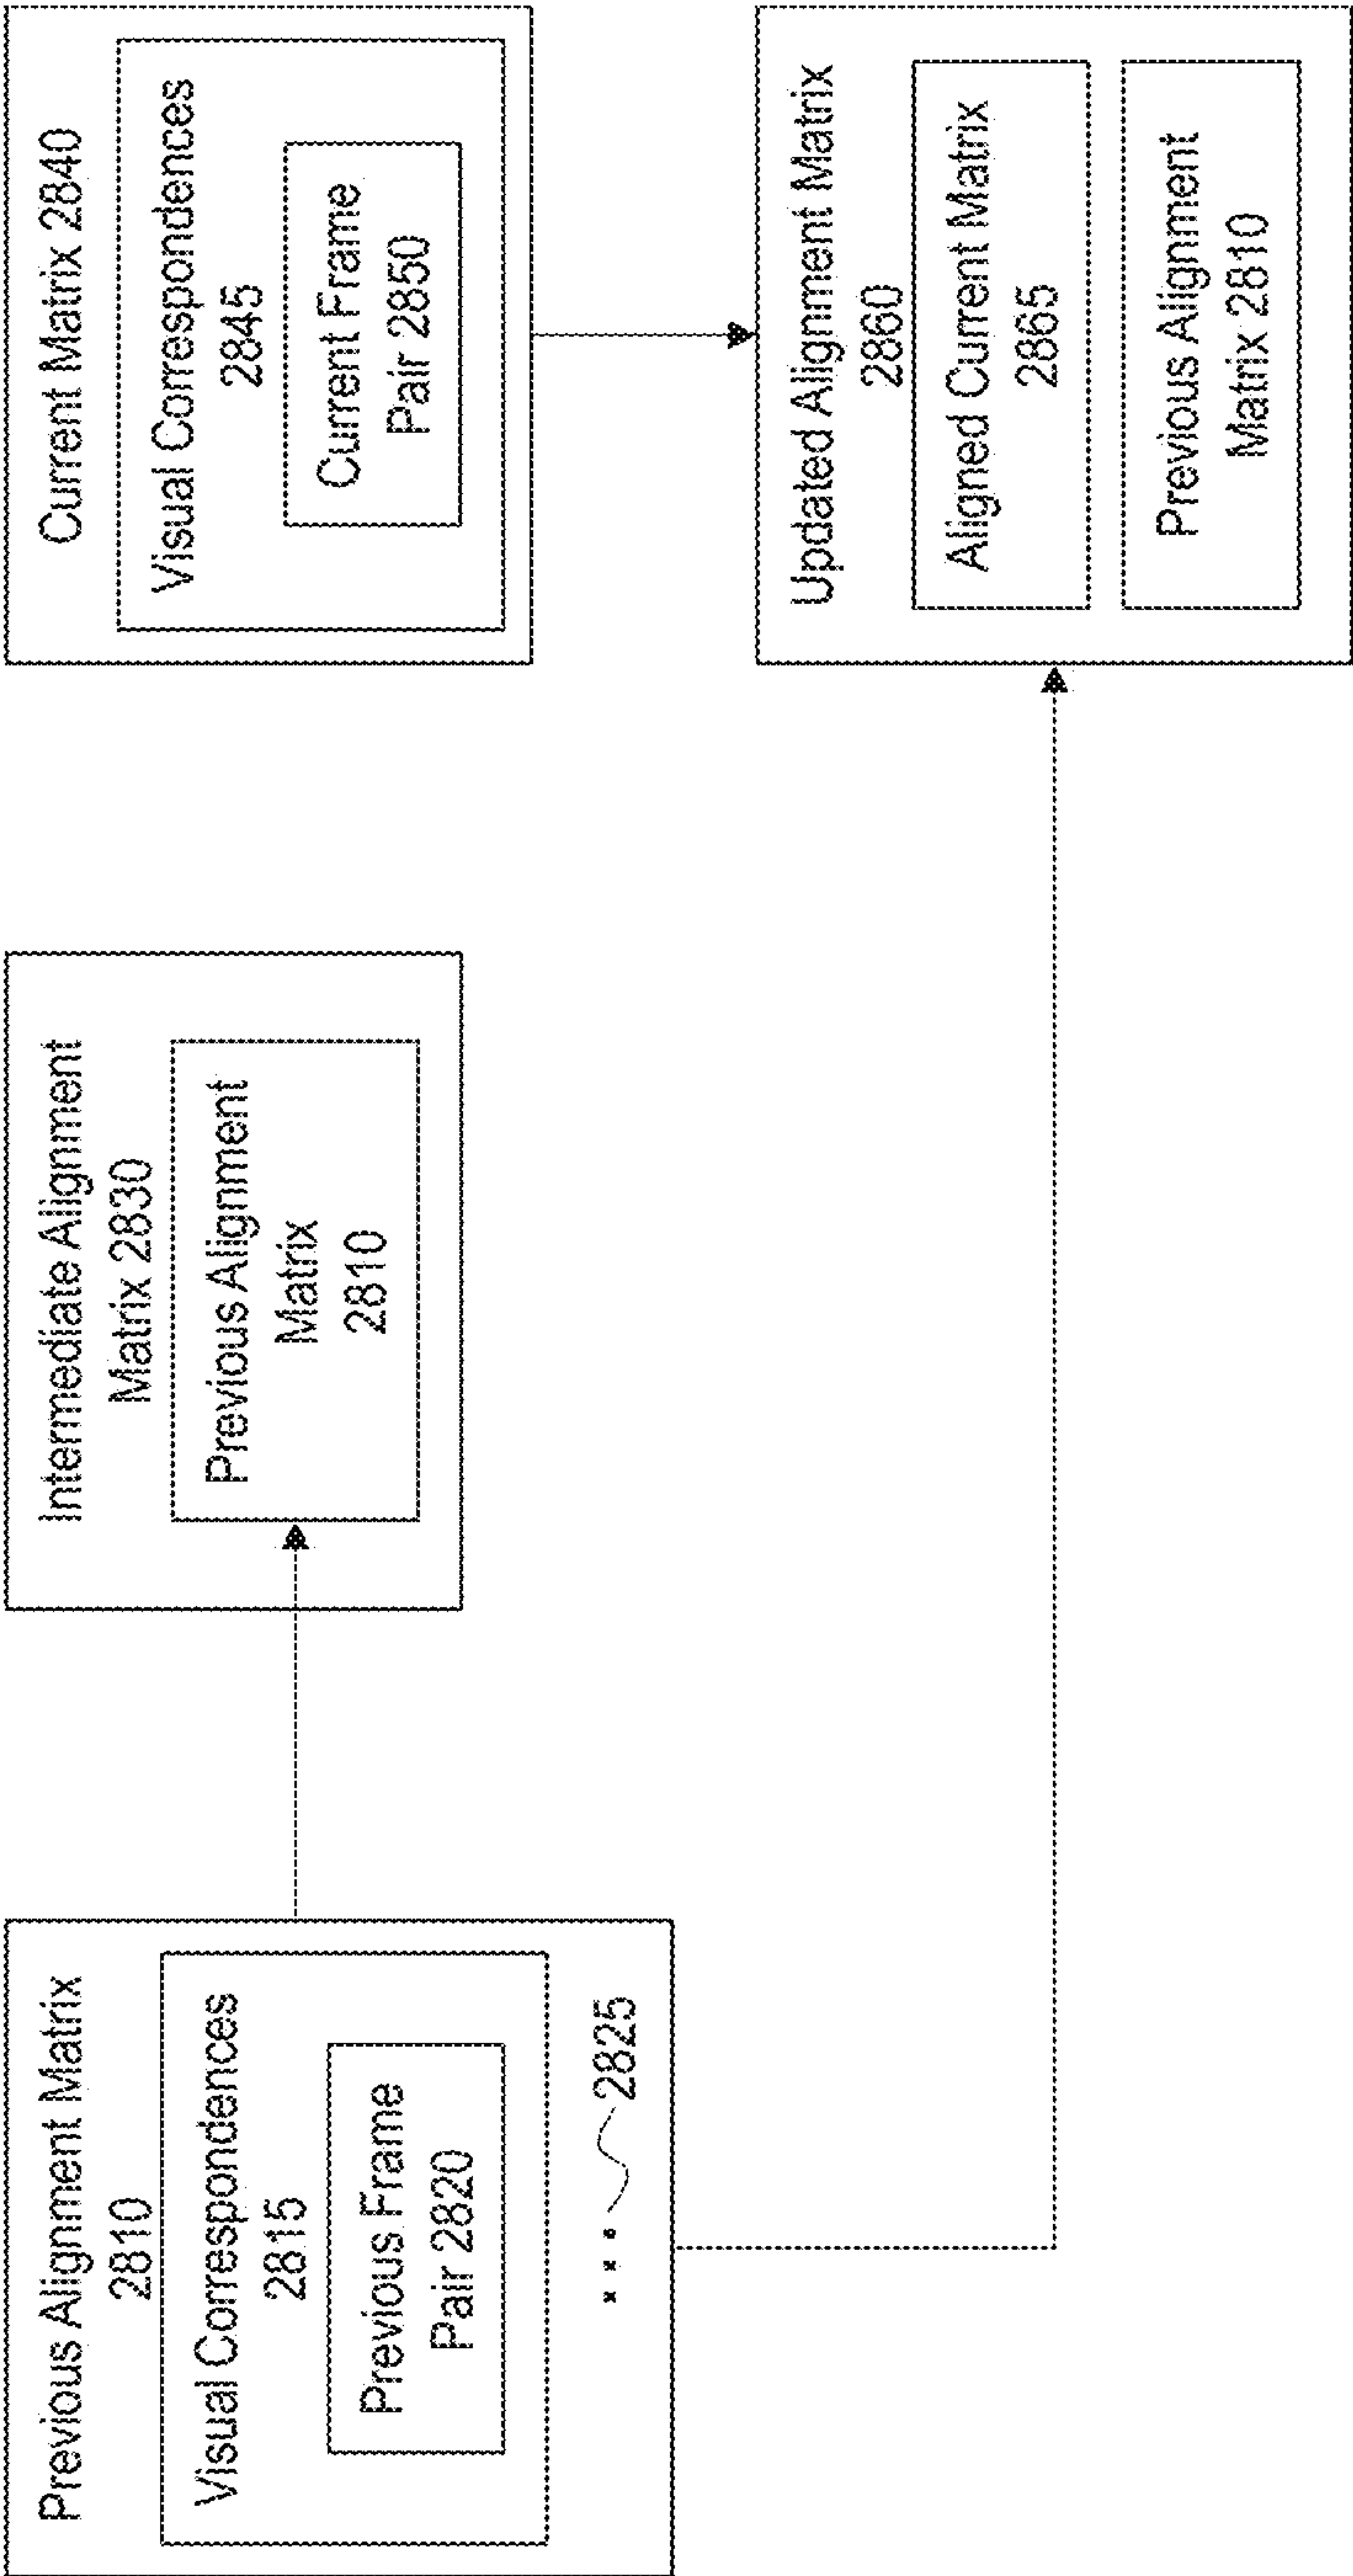 Previous Alignment Matrix
2810
Visual Correspondences
2815
Previous Frame
Pair 2820
2825
Intermediate Alignment
Matrix 2830
Previous Alignment
Matrix
2810
Current Matrix 2840
Visual Correspondences
2845
Current Frame
Pair 2850
Updated Alignment Matrix
2860
Aligned Current Matrix
2865
Previous Alignment
Matrix 2810